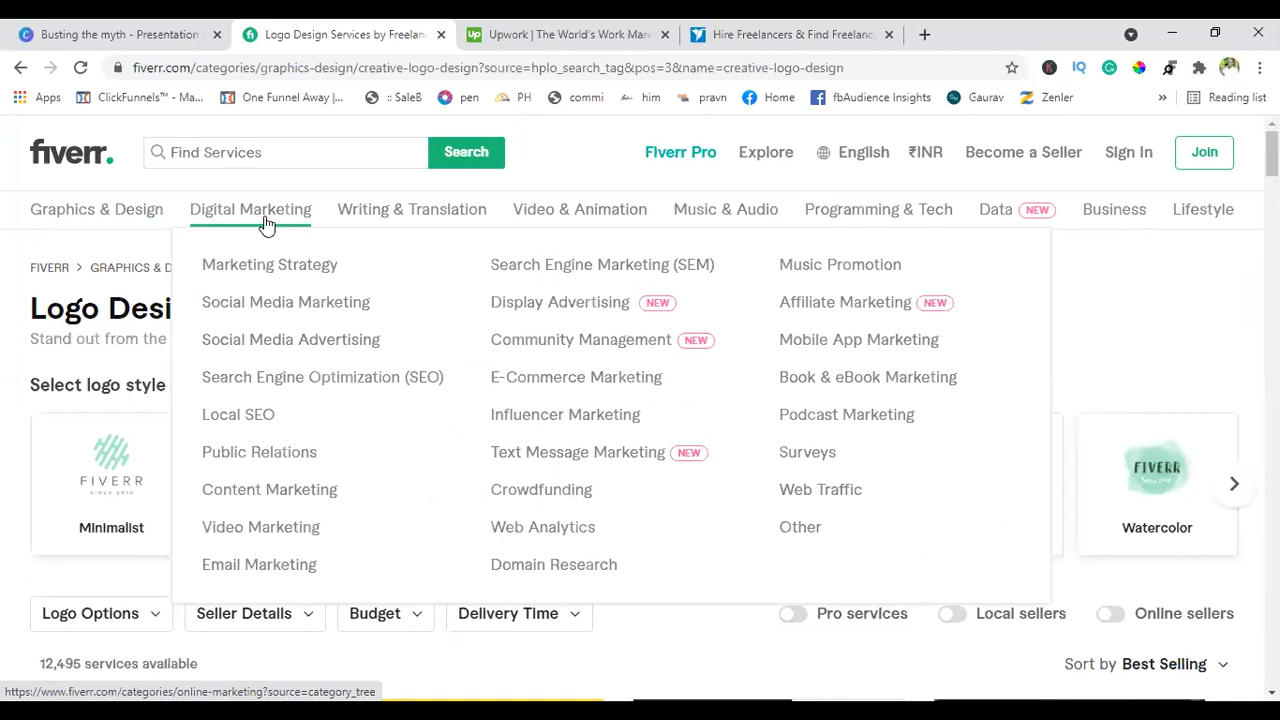 Busting the myth - Presentation
Logo Design Services by Freelan
Upwork | The World's Work Mar
Hire Freelancers & Find Freelanc
fiverr.com/categories/graphics-design/creative-logo-design?source=hplo_search_tag&pos=3&name=creative-logo-design
Apps
ClickFunnels™ - Ma...
One Funnel Away I...
:: SaleB
pen
PH
commi
him
pravn
Home
fbAudience Insights
Gaurav
Zenler
»
Reading list
fiverr.
Find Services
Search
Fiverr Pro
Explore
English
₹INR
Become a Seller
Sign In
Join
Graphics & Design
Digital Marketing
Writing & Translation
Video & Animation
Music & Audio
Programming & Tech
Data NEW
Business
Lifestyle
FIVERR > GRAPHICS & D
Logo Desi
Stand out from the
Select logo style
Marketing Strategy
Social Media Marketing
Social Media Advertising
Search Engine Optimization (SEO)
Local SEO
Public Relations
Content Marketing
Video Marketing
Email Marketing
Search Engine Marketing (SEM)
Display Advertising NEW
Community Management NEW
E-Commerce Marketing
Influencer Marketing
Text Message Marketing NEW
Crowdfunding
Web Analytics
Domain Research
Music Promotion
Affiliate Marketing NEW
Mobile App Marketing
Book & eBook Marketing
Podcast Marketing
Surveys
Web Traffic
Other
FIVERR
SINCE 2010
Minimalist
FIVERR
Since 2010
Watercolor
Logo Options
Seller Details
Budget
Delivery Time
Pro services
Local sellers
Online sellers
12,495 services available
Sort by Best Selling
https://www.fiverr.com/categories/online-marketing?source=category_tree